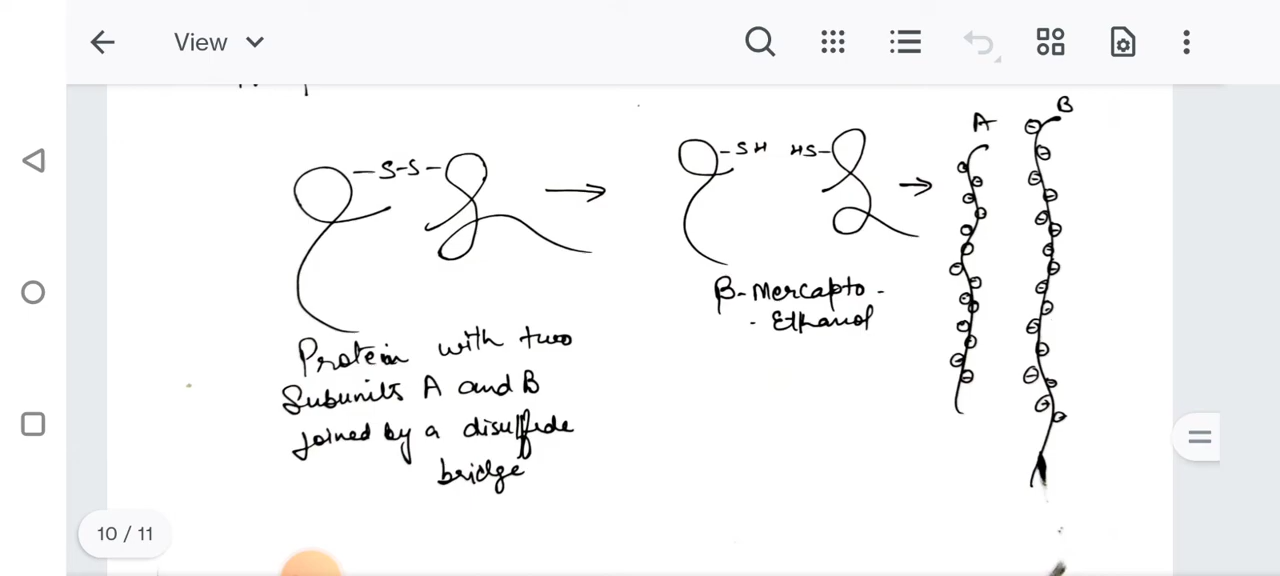 View
A
B
-S-S-
-SH HS-
β-Mercapto-
- Ethanol
Protein with two
Subunits A and B
Joined by a disulfide
bridge
10 / 11